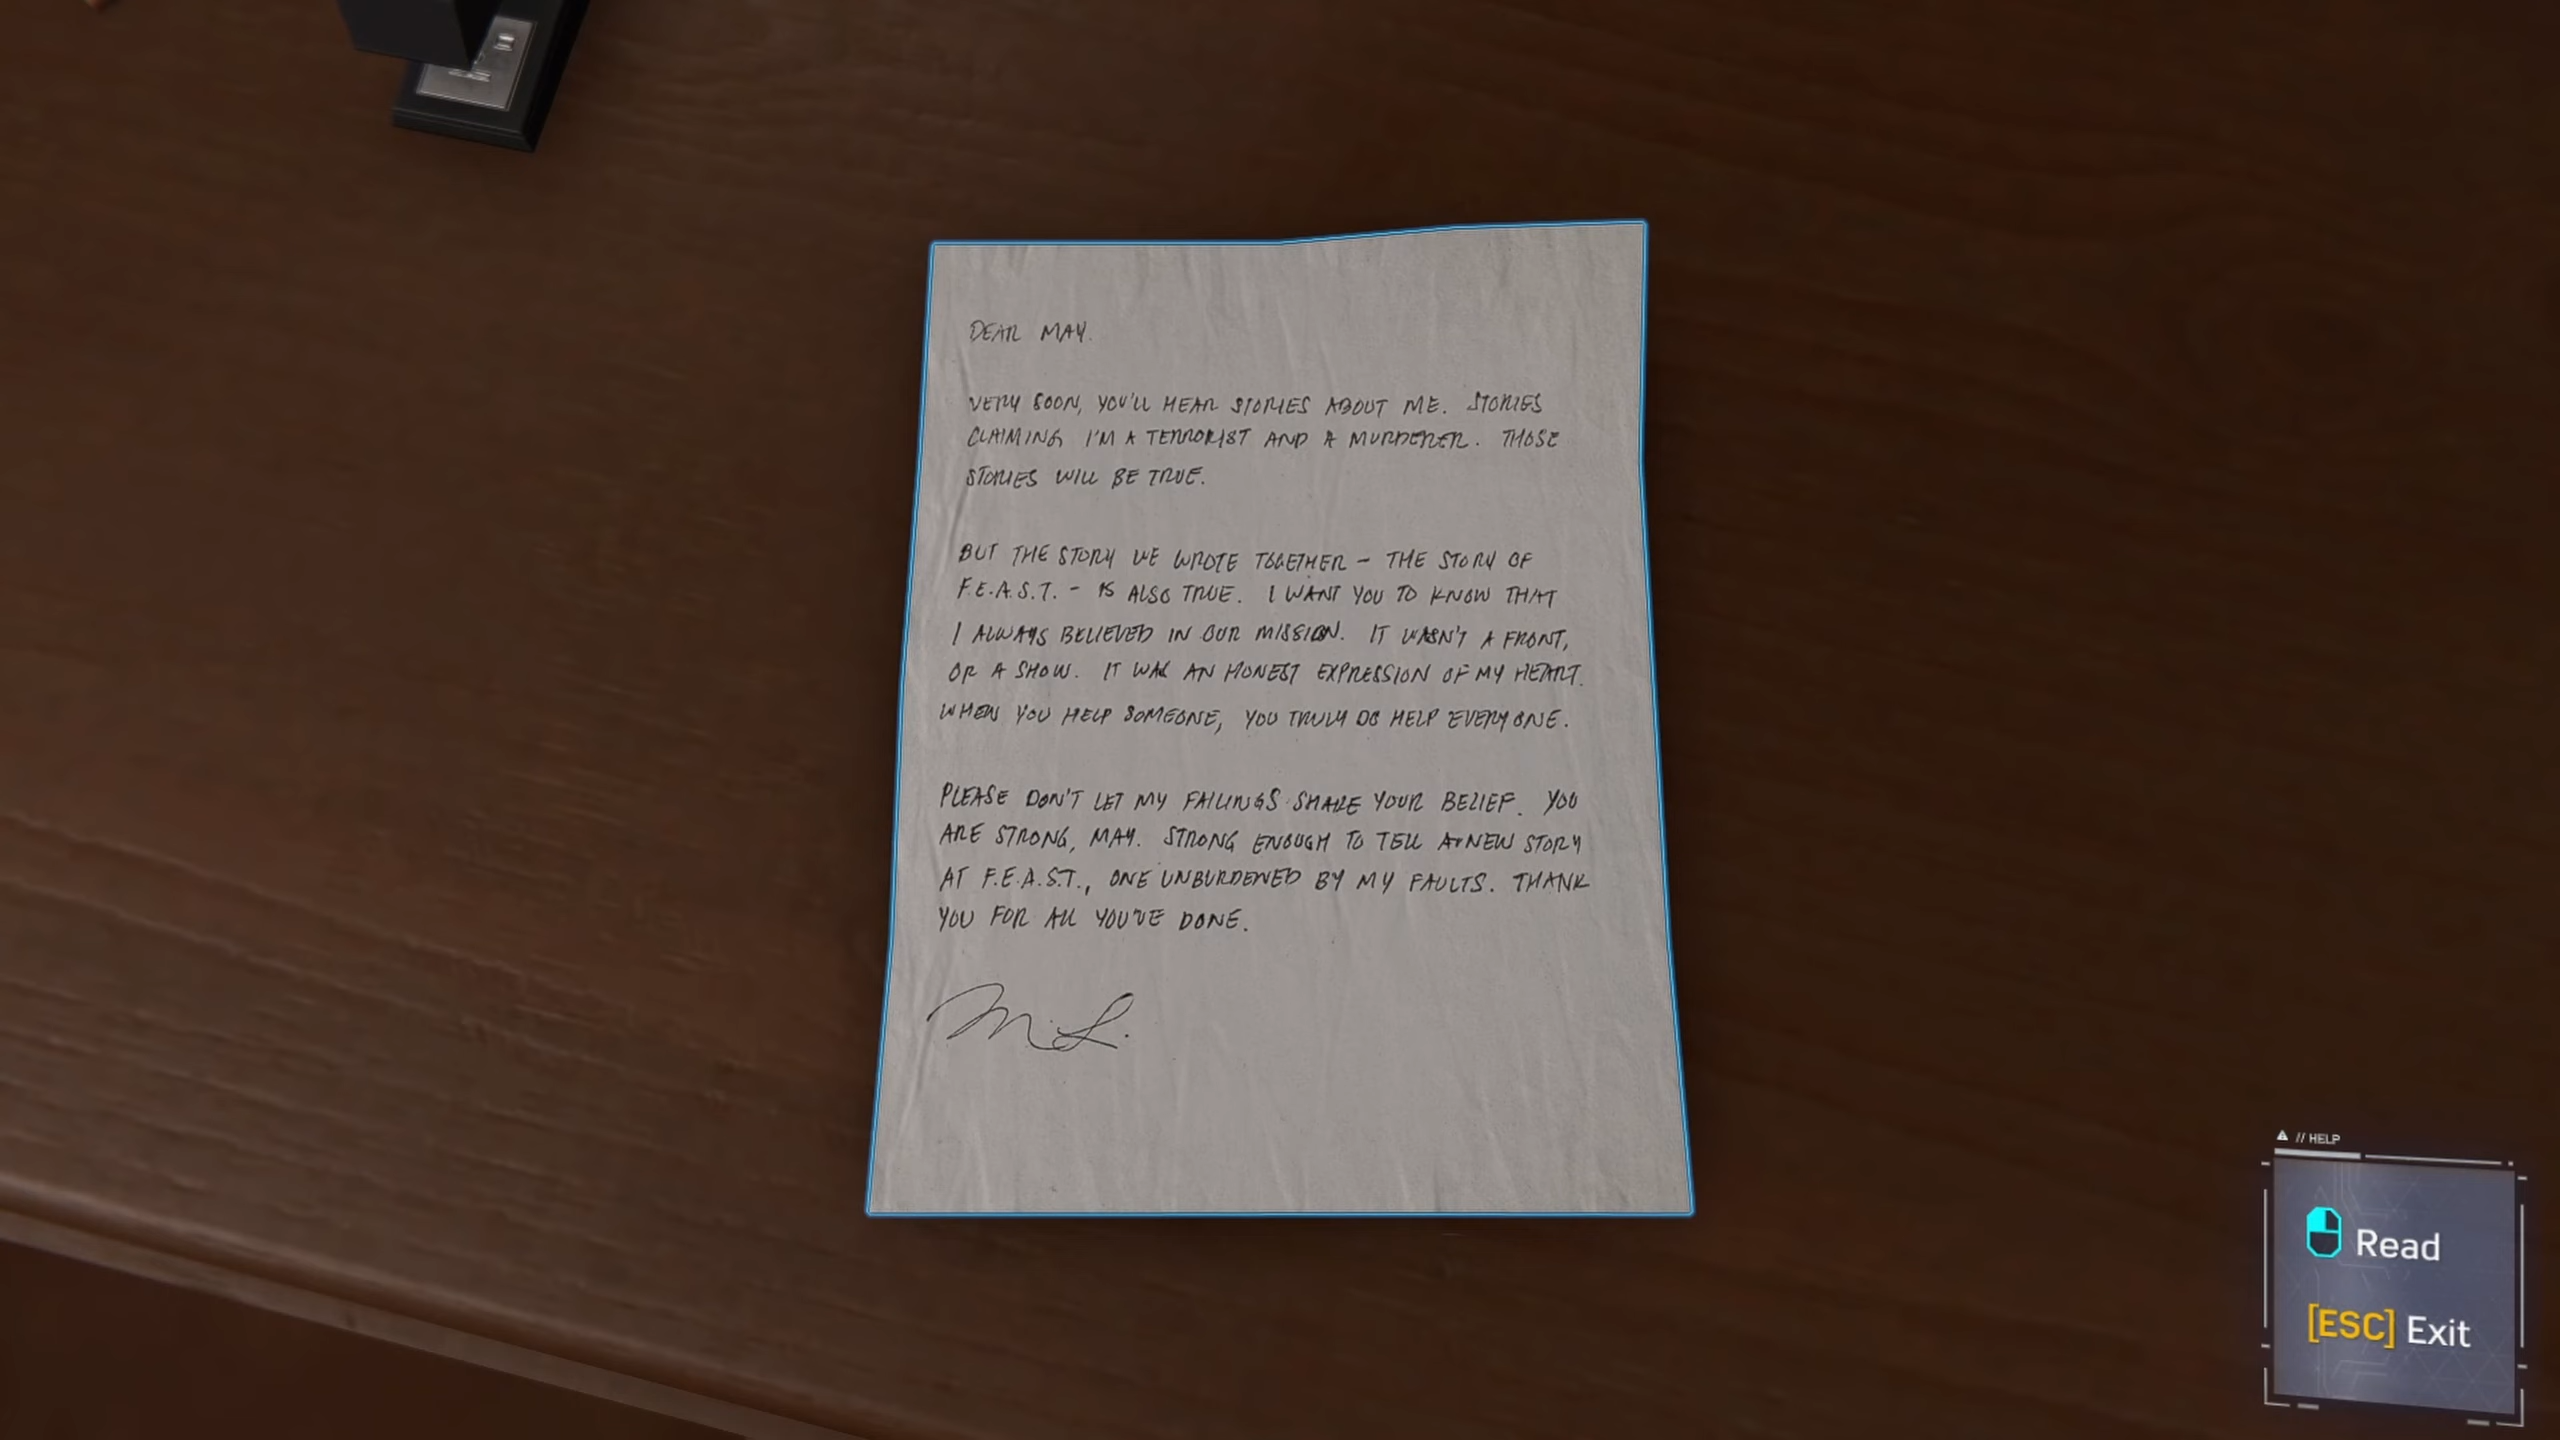 DEAR MAY.
VERY SOON, YOU'LL HEAR STORIES ABOUT ME. STORIES
CLAIMING I'M A TERRORIST AND A MURDERER. THOSE
STORIES WILL BE TRUE.
BUT THE STORY WE WROTE TOGETHER - THE STORY OF
F.E.A.S.T. - IS ALSO TRUE. I WANT YOU TO KNOW THAT
I ALWAYS BELIEVED IN OUR MISSION. IT WASN'T A FRONT,
OR A SHOW. IT WAS AN HONEST EXPRESSION OF MY HEART.
WHEN YOU HELP SOMEONE, YOU TRULY DO HELP EVERYONE.
PLEASE DON'T LET MY FAILINGS SHAKE YOUR BELIEF. YOU
ARE STRONG, MAY. STRONG ENOUGH TO TELL A NEW STORY
AT F.E.A.S.T., ONE UNBURDENED BY MY FAULTS. THANK
YOU FOR ALL YOU'VE DONE.
M.L.
// HELP
Read
[ESC] Exit